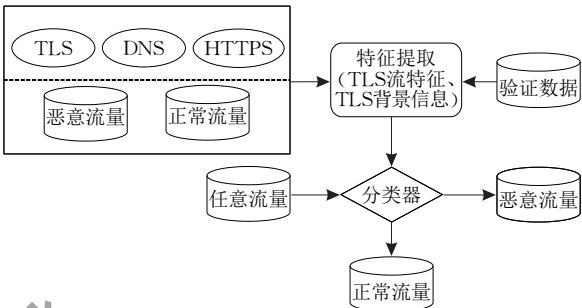 TLS
DNS
HTTPS
恶意流量
正常流量
特征提取
(TLS流特征、
TLS背景信息)
验证数据
任意流量
分类器
恶意流量
正常流量